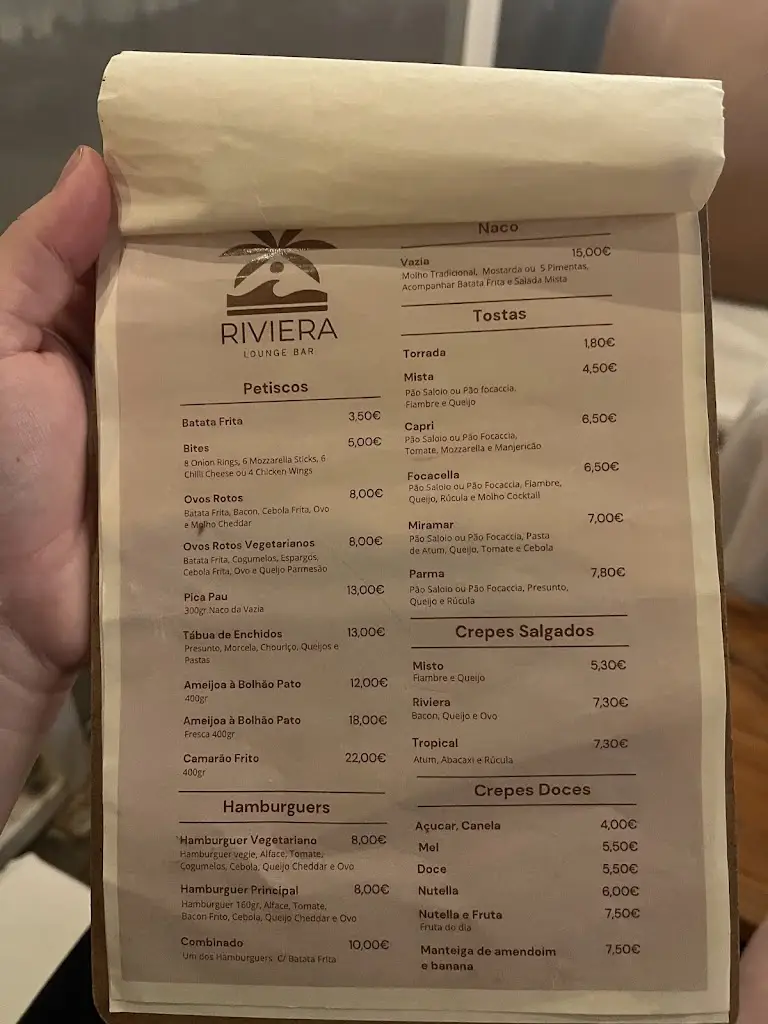 RIVIERA
LOUNGE BAR
Petiscos
Batata Frita 3,50€
Bites 5,00€
8 Onion Rings, 6 Mozzarella Sticks, 6
Chilli Cheese ou 4 Chicken Wings
Ovos Rotos 8,00€
Batata Frita, Bacon, Cebola Frita, Ovo
e Molho Cheddar
Ovos Rotos Vegetarianos 8,00€
Batata Frita, Cogumelos, Espargos,
Cebola Frita, Ovo e Queijo Parmesão
Pica Pau 13,00€
300gr Naco da Vazia
Tábua de Enchidos 13,00€
Presunto, Morcela, Chouriço, Queijos e
Pastas
Ameijoa à Bolhão Pato 12,00€
400gr
Ameijoa à Bolhão Pato 18,00€
Fresca 400gr
Camarão Frito 22,00€
400gr
Hamburguers
Hamburguer Vegetariano 8,00€
Hamburguer vegie, Alface, Tomate,
Cogumelos, Cebola, Queijo Cheddar e Ovo
Hamburguer Principal 8,00€
Hamburguer 160gr, Alface, Tomate,
Bacon Frito, Cebola, Queijo Cheddar e Ovo
Combinado 10,00€
Um dos Hamburguers C/ Batata Frita
Naco
Vazia 15,00€
Molho Tradicional, Mostarda ou 5 Pimentas,
Acompanhar Batata Frita e Salada Mista
Tostas
Torrada 1,80€
Mista 4,50€
Pão Saloio ou Pão focaccia,
Fiambre e Queijo
Capri 6,50€
Pão Saloio ou Pão Focaccia,
Tomate, Mozzarella e Manjericão
Focacella 6,50€
Pão Saloio ou Pão Focaccia, Fiambre,
Queijo, Rúcula e Molho Cocktail
Miramar 7,00€
Pão Saloio ou Pão Focaccia, Pasta
de Atum, Queijo, Tomate e Cebola
Parma 7,80€
Pão Saloio ou Pão Focaccia, Presunto,
Queijo e Rúcula
Crepes Salgados
Misto 5,30€
Fiambre e Queijo
Riviera 7,30€
Bacon, Queijo e Ovo
Tropical 7,30€
Atum, Abacaxi e Rúcula
Crepes Doces
Açucar, Canela 4,00€
Mel 5,50€
Doce 5,50€
Nutella 6,00€
Nutella e Fruta 7,50€
Fruta do dia
Manteiga de amendoim 7,50€
e banana